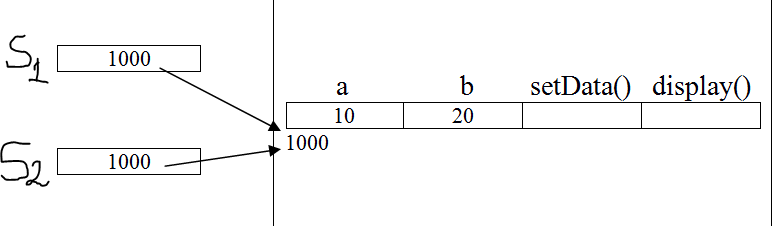 S1 1000
a b setData() display()
10 20
1000
S2 1000